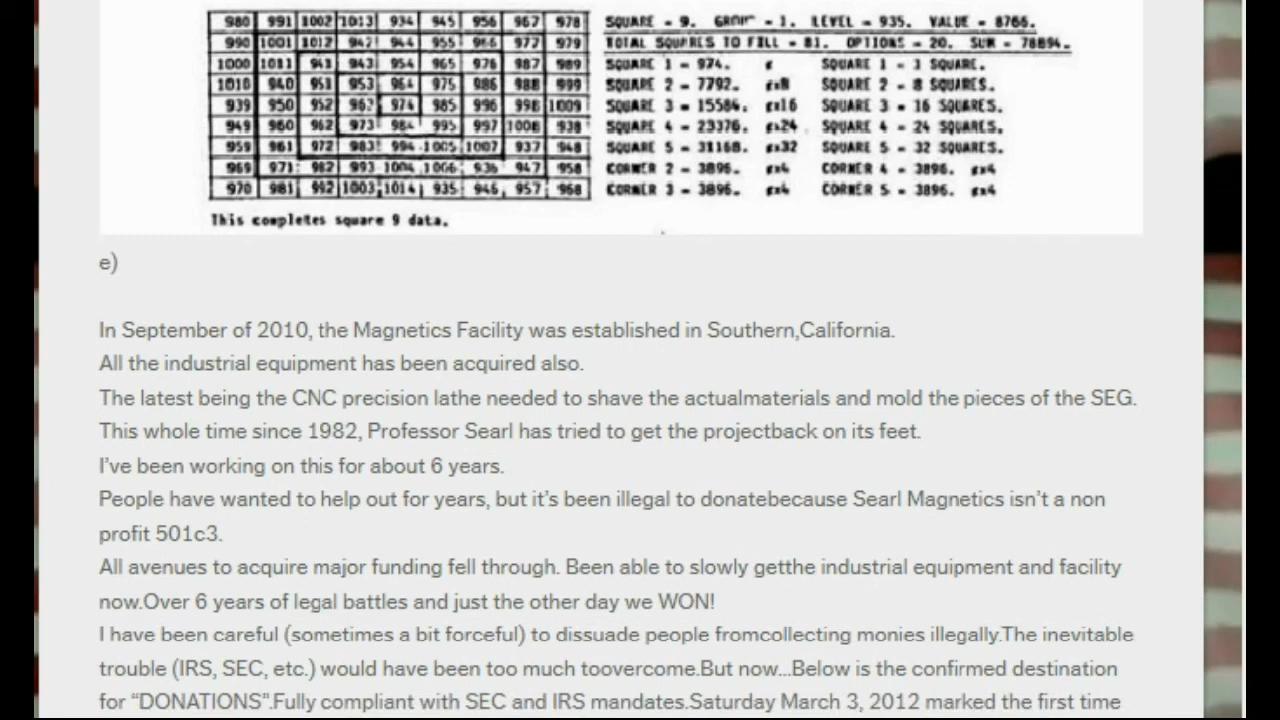 980 991 1002 1013 934 945 956 967 978 SQUARE - 9. GROUP - 1. LEVEL - 935. VALUE - 8766.
990 1001 1012 942 944 955 966 977 979 TOTAL SQUARES TO FILL - 81. OPTIONS - 20. SUM - 78894.
1000 1011 941 943 954 965 976 987 989 SQUARE 1 - 974. SQUARE 1 - 1 SQUARE.
1010 940 951 953 964 975 986 988 999 SQUARE 2 - 7792. SQUARE 2 - 8 SQUARES.
939 950 952 963 974 985 996 998 1009 SQUARE 3 - 15584. SQUARE 3 - 16 SQUARES.
949 960 962 973 984 995 997 1008 938 SQUARE 4 - 23376. SQUARE 4 - 24 SQUARES.
959 961 972 983 994 1005 1007 937 948 SQUARE 5 - 31168. SQUARE 5 - 32 SQUARES.
969 971 982 993 1004 1006 936 947 958 CORNER 2 - 3896. CORNER 4 - 3896.
970 981 992 1003 1014 935 946 957 968 CORNER 3 - 3896. CORNER 5 - 3896.
This completes square 9 data.
e)
In September of 2010, the Magnetics Facility was established in Southern,California.
All the industrial equipment has been acquired also.
The latest being the CNC precision lathe needed to shave the actualmaterials and mold the pieces of the SEG.
This whole time since 1982, Professor Searl has tried to get the projectback on its feet.
I've been working on this for about 6 years.
People have wanted to help out for years, but it's been illegal to donatebecause Searl Magnetics isn't a non
profit 501c3.
All avenues to acquire major funding fell through. Been able to slowly getthe industrial equipment and facility
now.Over 6 years of legal battles and just the other day we WON!
I have been careful (sometimes a bit forceful) to dissuade people fromcollecting monies illegally.The inevitable
trouble (IRS, SEC, etc.) would have been too much toovercome.But now...Below is the confirmed destination
for "DONATIONS".Fully compliant with SEC and IRS mandates.Saturday March 3, 2012 marked the first time